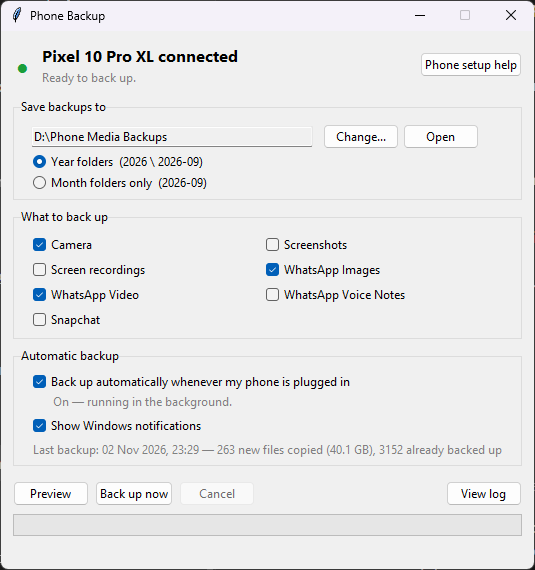 Phone Backup
Pixel 10 Pro XL connected
Ready to back up.
Phone setup help
Save backups to
D:\Phone Media Backups
Change...
Open
Year folders (2026 \ 2026-09)
Month folders only (2026-09)
What to back up
Camera
Screenshots
Screen recordings
WhatsApp Images
WhatsApp Video
WhatsApp Voice Notes
Snapchat
Automatic backup
Back up automatically whenever my phone is plugged in
On — running in the background.
Show Windows notifications
Last backup: 02 Nov 2026, 23:29 — 263 new files copied (40.1 GB), 3152 already backed up
Preview
Back up now
Cancel
View log